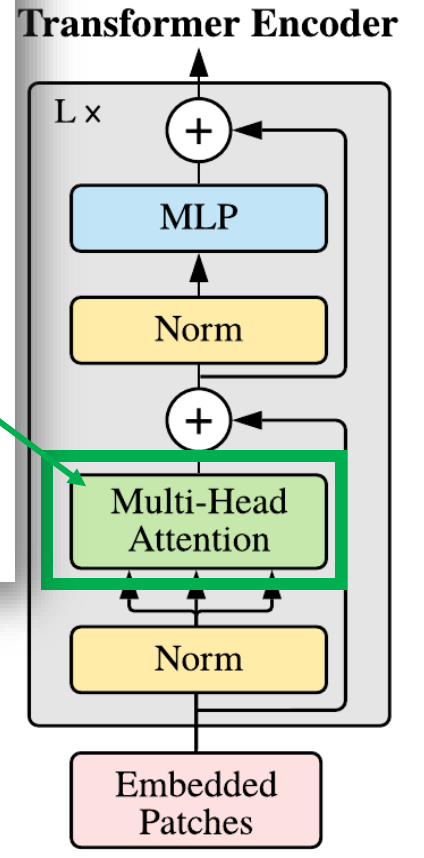 Transformer Encoder
L ×
+
MLP
Norm
+
Multi-Head
Attention
Norm
Embedded
Patches